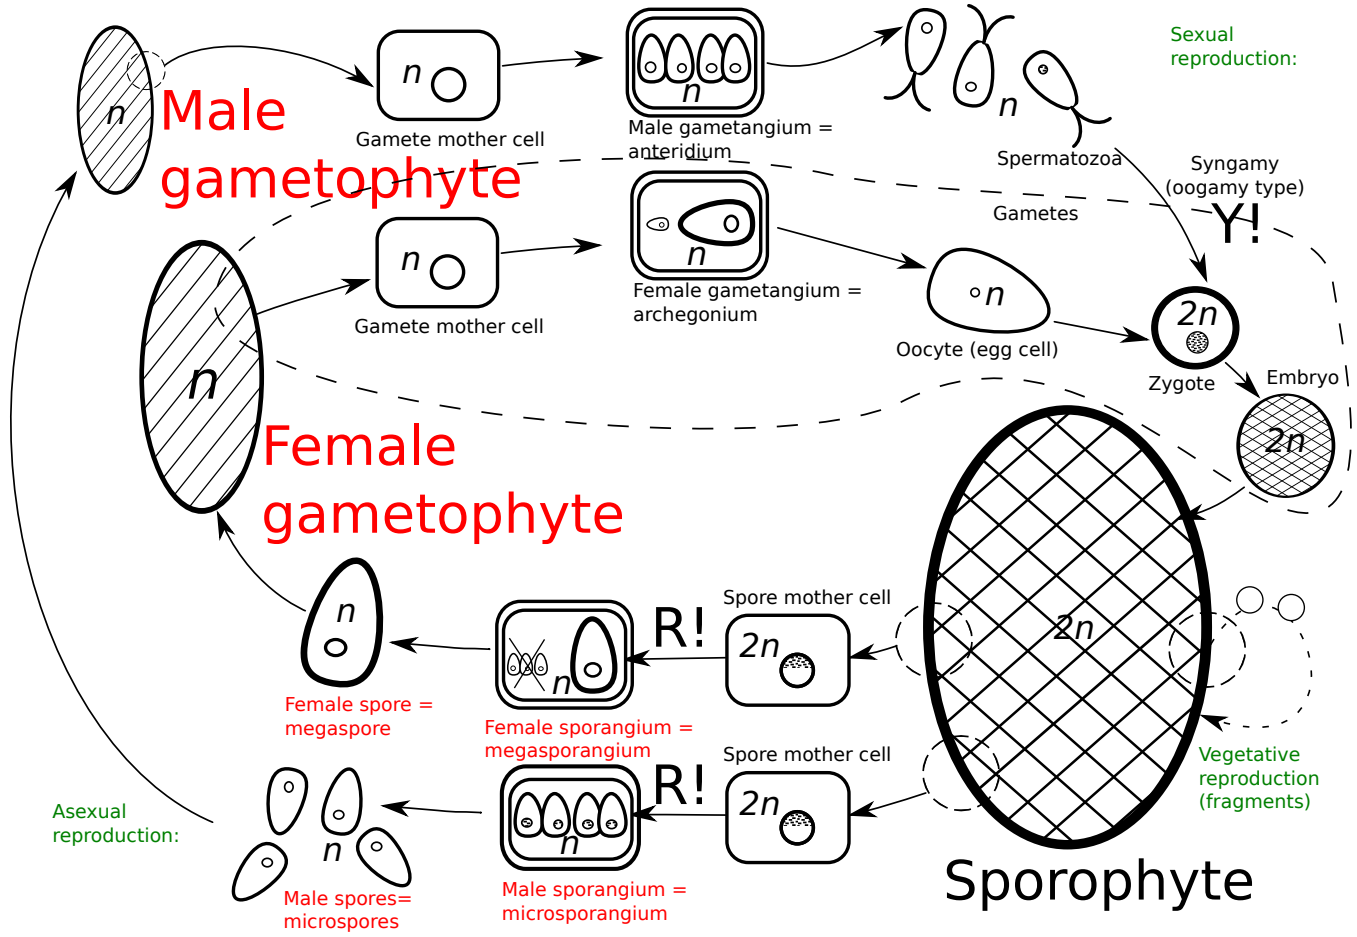 Sexual
reproduction:
n
Male
gametophyte
n
Gamete mother cell
n
Male gametangium =
anteridium
n
Spermatozoa
Syngamy
(oogamy type)
Y!
Gametes
n
Gamete mother cell
n
Female gametangium =
archegonium
n
Oocyte (egg cell)
2n
Zygote
Embryo
2n
n
Female
gametophyte
n
Female spore =
megaspore
n
Female sporangium =
megasporangium
R!
Spore mother cell
2n
2n
Sporophyte
Vegetative
reproduction
(fragments)
Asexual
reproduction:
n
Male spores=
microspores
n
Male sporangium =
microsporangium
R!
Spore mother cell
2n